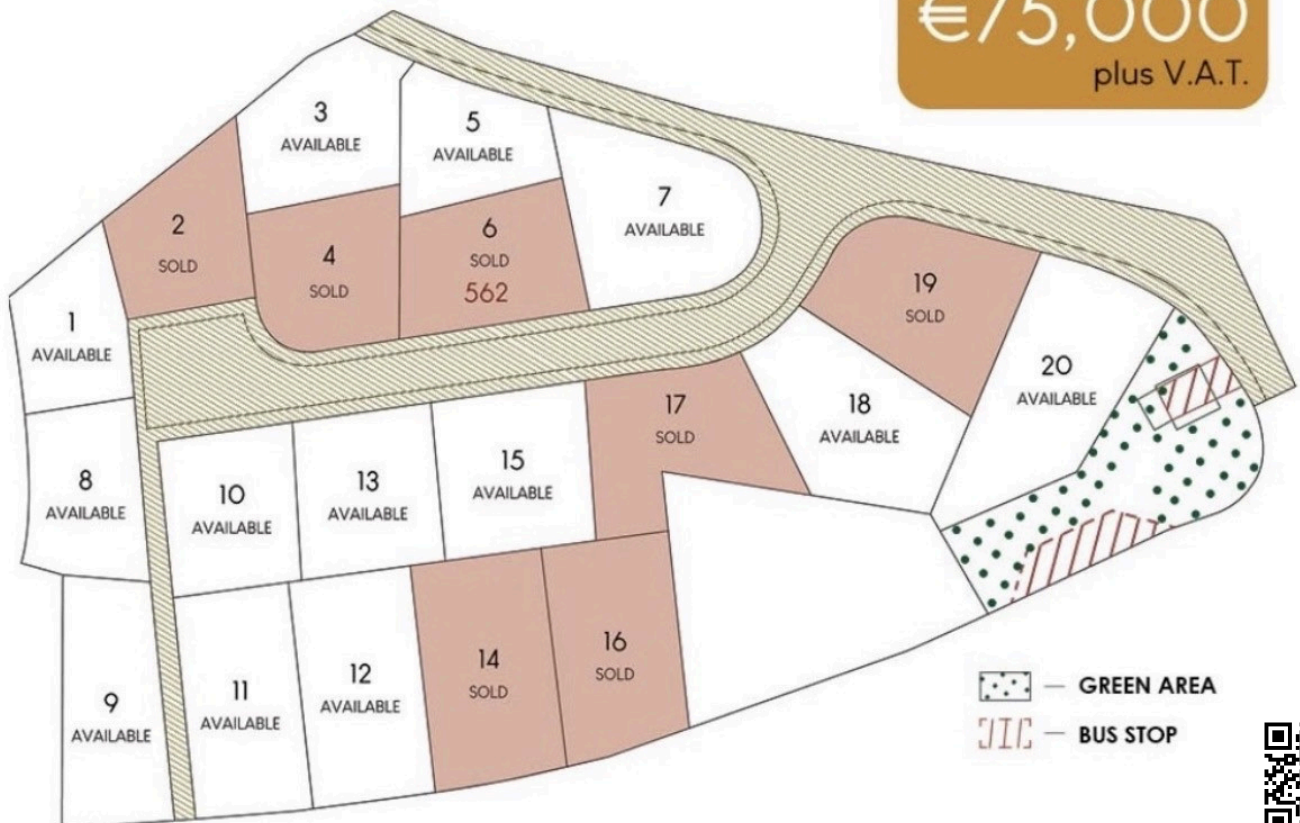 €75,000
plus V.A.T.
3
AVAILABLE
5
AVAILABLE
7
AVAILABLE
2
SOLD
4
SOLD
6
SOLD
562
19
SOLD
1
AVAILABLE
20
AVAILABLE
17
SOLD
18
AVAILABLE
8
AVAILABLE
10
AVAILABLE
13
AVAILABLE
15
AVAILABLE
9
AVAILABLE
11
AVAILABLE
12
AVAILABLE
14
SOLD
16
SOLD
— GREEN AREA
— BUS STOP